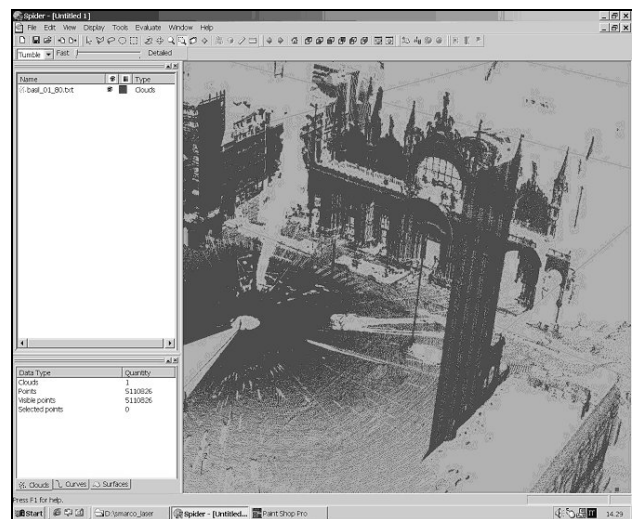 Spider - [Untitled 1]
File Edit View Display Tools Evaluate Window Help
Tumble Fast Detailed
Name Type
basil_01_80.txt Clouds
Data Type Quantity
Clouds 1
Points 5110826
Visible points 5110826
Selected points 0
Clouds Curves Surfaces
Press F1 for help.
Start D:\smarco_laser Spider - [Untitled... Paint Shop Pro IT 14.29